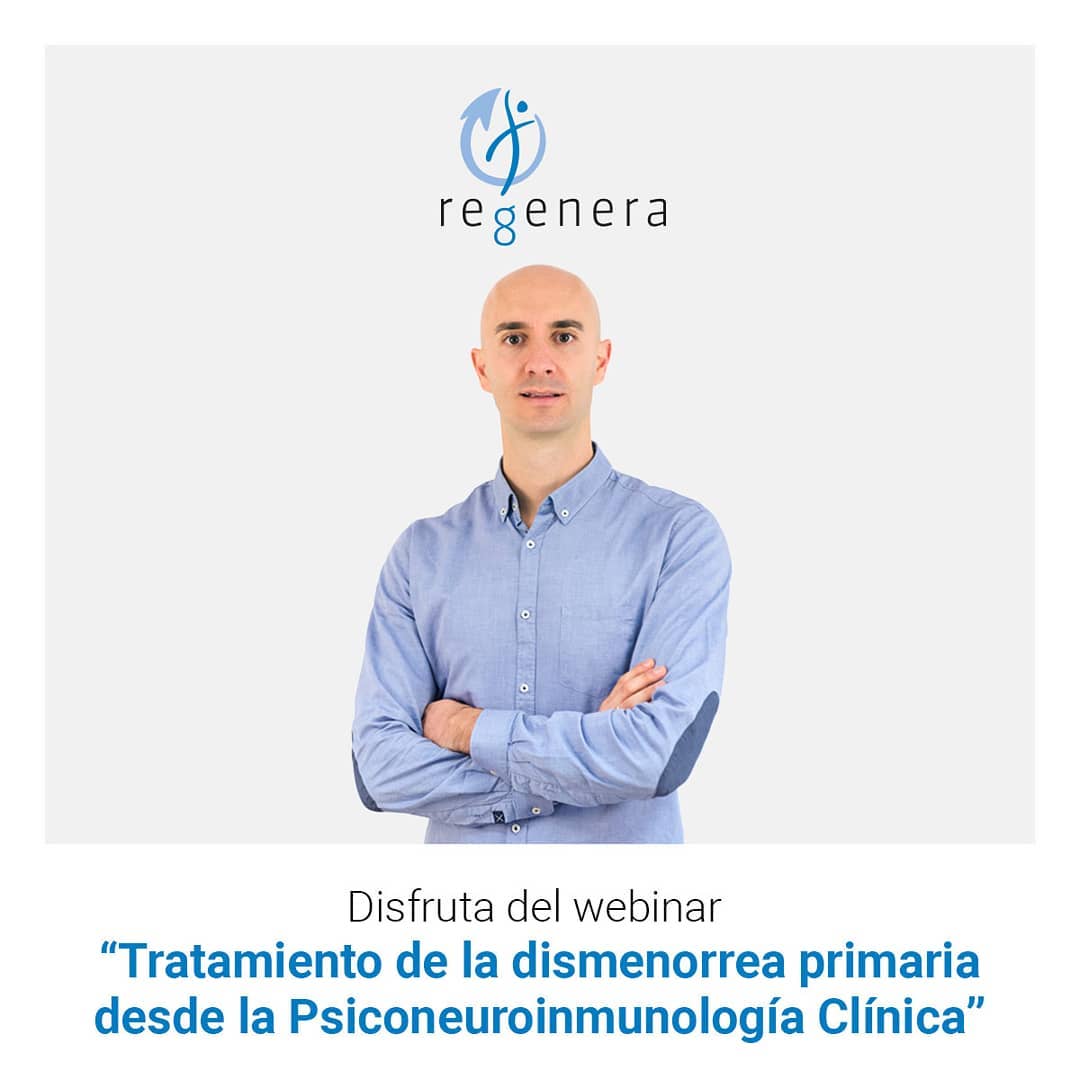 regenera
Disfruta del webinar
“Tratamiento de la dismenorrea primaria
desde la Psiconeuroinmunología Clínica”